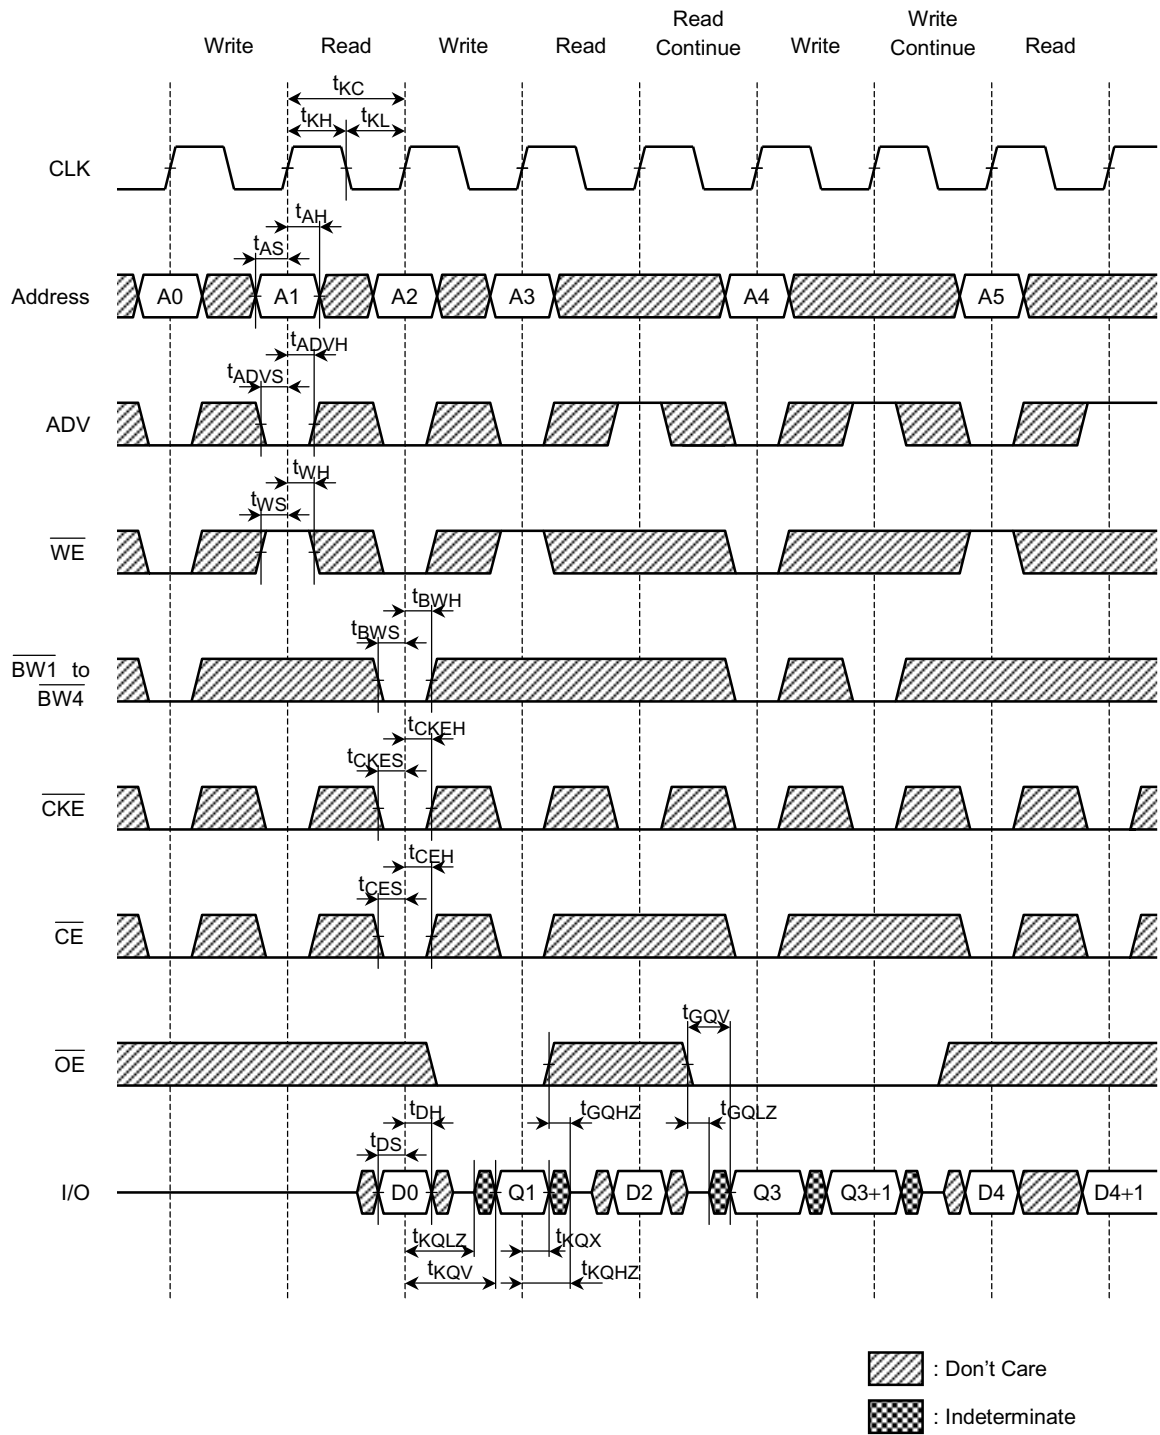 Write Read Write Read Read Continue Write Write Continue Read
tKC
tKH tKL
CLK
tAH
tAS
Address A0 A1 A2 A3 A4 A5
tADVH
tADVS
ADV
tWH
tWS
WE
tBWH
tBWS
BW1 to
BW4
tCKEH
tCKES
CKE
tCEH
tCES
CE
tGQV
OE
tDH tGQHZ tGQLZ
tDS
I/O D0 Q1 D2 Q3 Q3+1 D4 D4+1
tKQLZ tKQX
tKQV tKQHZ
: Don't Care
: Indeterminate